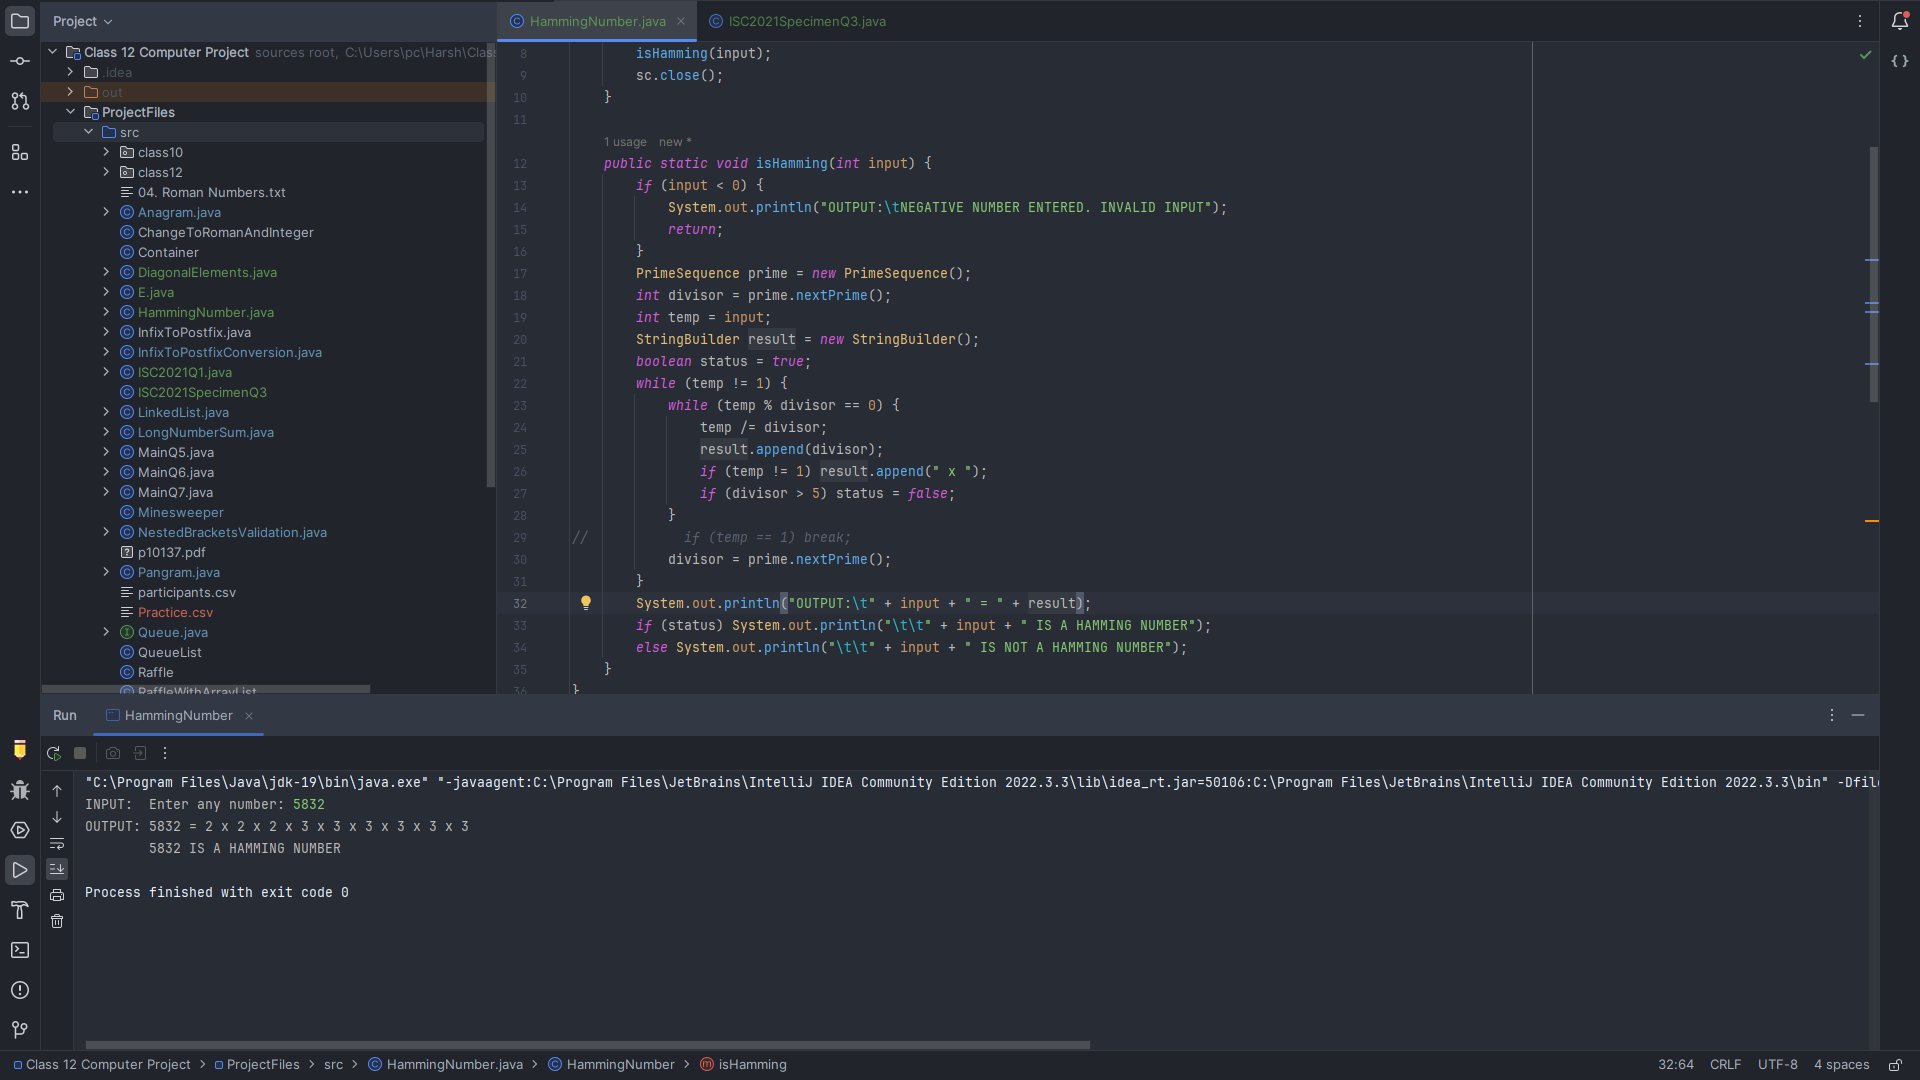 Project
HammingNumber.java
ISC2021SpecimenQ3.java
Class 12 Computer Project sources root, C:\Users\pc\Harsh\Clas
.idea
out
ProjectFiles
src
class10
class12
04. Roman Numbers.txt
Anagram.java
ChangeToRomanAndInteger
Container
DiagonalElements.java
E.java
HammingNumber.java
InfixToPostfix.java
InfixToPostfixConversion.java
ISC2021Q1.java
ISC2021SpecimenQ3
LinkedList.java
LongNumberSum.java
MainQ5.java
MainQ6.java
MainQ7.java
Minesweeper
NestedBracketsValidation.java
p10137.pdf
Pangram.java
participants.csv
Practice.csv
Queue.java
QueueList
Raffle
RaffleWithArrayList
8 isHamming(input);
9 sc.close();
10 }
11
1 usage new *
12 public static void isHamming(int input) {
13 if (input < 0) {
14 System.out.println("OUTPUT:\tNEGATIVE NUMBER ENTERED. INVALID INPUT");
15 return;
16 }
17 PrimeSequence prime = new PrimeSequence();
18 int divisor = prime.nextPrime();
19 int temp = input;
20 StringBuilder result = new StringBuilder();
21 boolean status = true;
22 while (temp != 1) {
23 while (temp % divisor == 0) {
24 temp /= divisor;
25 result.append(divisor);
26 if (temp != 1) result.append(" x ");
27 if (divisor > 5) status = false;
28 }
29 // if (temp == 1) break;
30 divisor = prime.nextPrime();
31 }
32 System.out.println("OUTPUT:\t" + input + " = " + result);
33 if (status) System.out.println("\t\t" + input + " IS A HAMMING NUMBER");
34 else System.out.println("\t\t" + input + " IS NOT A HAMMING NUMBER");
35 }
36 }
Run HammingNumber
"C:\Program Files\Java\jdk-19\bin\java.exe" "-javaagent:C:\Program Files\JetBrains\IntelliJ IDEA Community Edition 2022.3.3\lib\idea_rt.jar=50106:C:\Program Files\JetBrains\IntelliJ IDEA Community Edition 2022.3.3\bin" -Dfile
INPUT: Enter any number: 5832
OUTPUT: 5832 = 2 x 2 x 2 x 3 x 3 x 3 x 3 x 3 x 3
5832 IS A HAMMING NUMBER
Process finished with exit code 0
Class 12 Computer Project > ProjectFiles > src > HammingNumber.java > HammingNumber > isHamming
32:64 CRLF UTF-8 4 spaces